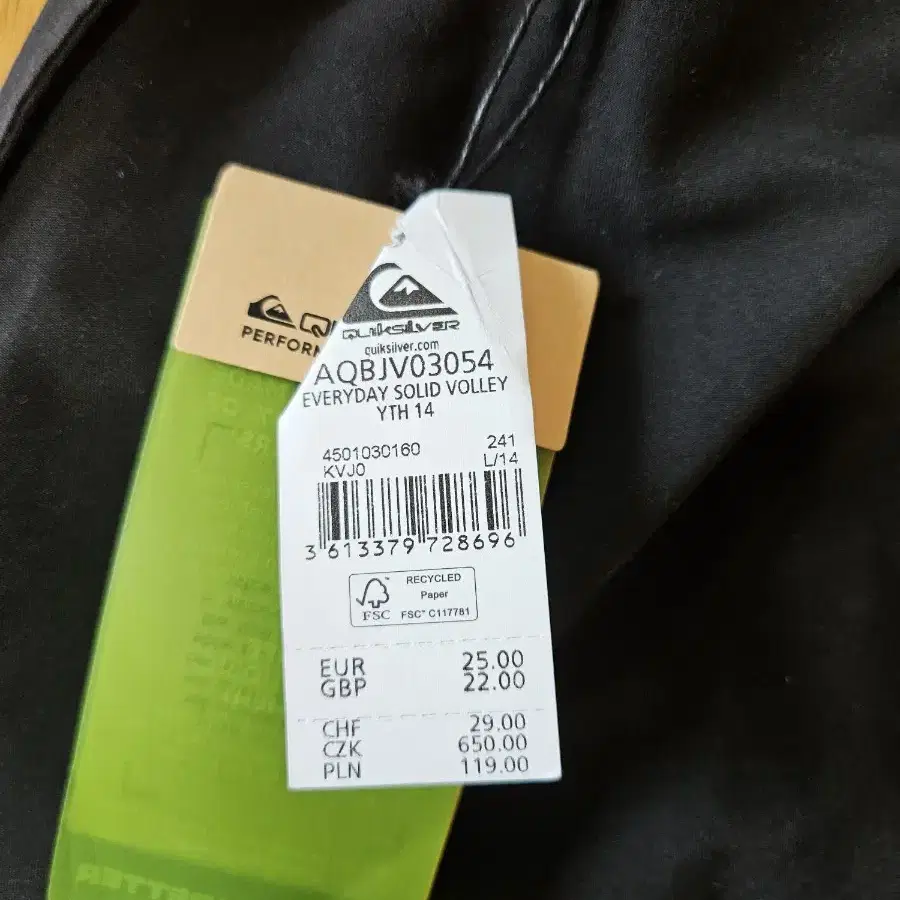 PERFORM
QUIKSILVER
quiksilver.com
AQBJV03054
EVERYDAY SOLID VOLLEY
YTH 14
4501030160 241
KVJ0 L/14
3 613379 728696
RECYCLED
Paper
FSC FSC™ C117781
EUR 25.00
GBP 22.00
CHF 29.00
CZK 650.00
PLN 119.00